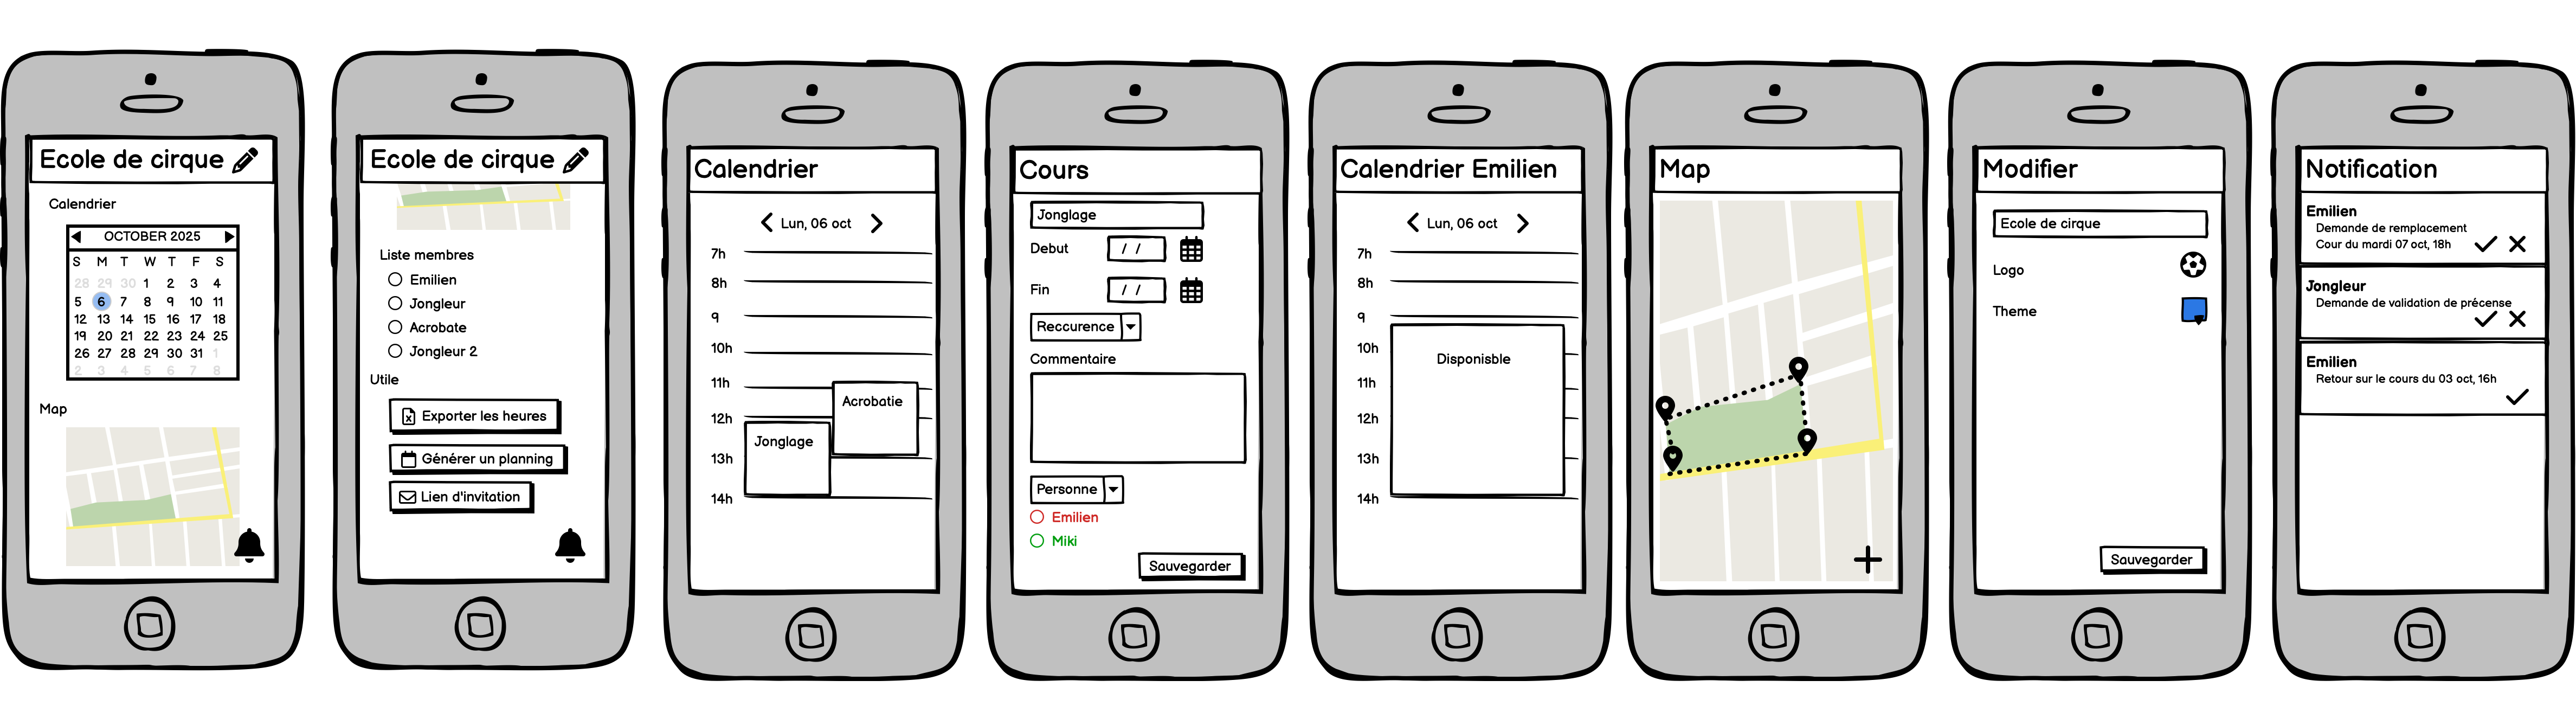 Ecole de cirque
Calendrier
OCTOBER 2025
S M T W T F S
28 29 30 1 2 3 4
5 6 7 8 9 10 11
12 13 14 15 16 17 18
19 20 21 22 23 24 25
26 27 28 29 30 31 1
2 3 4 5 6 7 8
Map
Ecole de cirque
Liste membres
Emilien
Jongleur
Acrobate
Jongleur 2
Utile
Exporter les heures
Générer un planning
Lien d'invitation
Calendrier
Lun, 06 oct
7h
8h
9
10h
11h
Acrobatie
12h
Jonglage
13h
14h
Cours
Jonglage
Debut / /
Fin / /
Reccurence
Commentaire
Personne
Emilien
Miki
Sauvegarder
Calendrier Emilien
Lun, 06 oct
7h
8h
9
10h
Disponisble
11h
12h
13h
14h
Map
Modifier
Ecole de cirque
Logo
Theme
Sauvegarder
Notification
Emilien
Demande de remplacement
Cour du mardi 07 oct, 18h
Jongleur
Demande de validation de précense
Emilien
Retour sur le cours du 03 oct, 16h